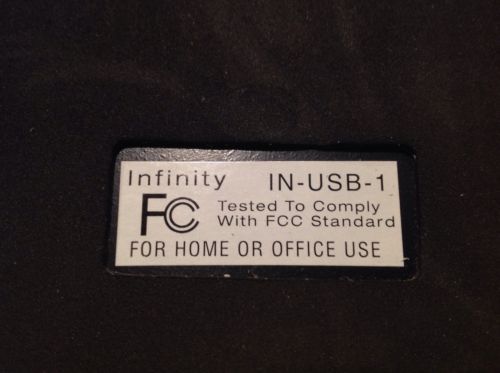 Infinity IN-USB-1
FC Tested To Comply
With FCC Standard
FOR HOME OR OFFICE USE